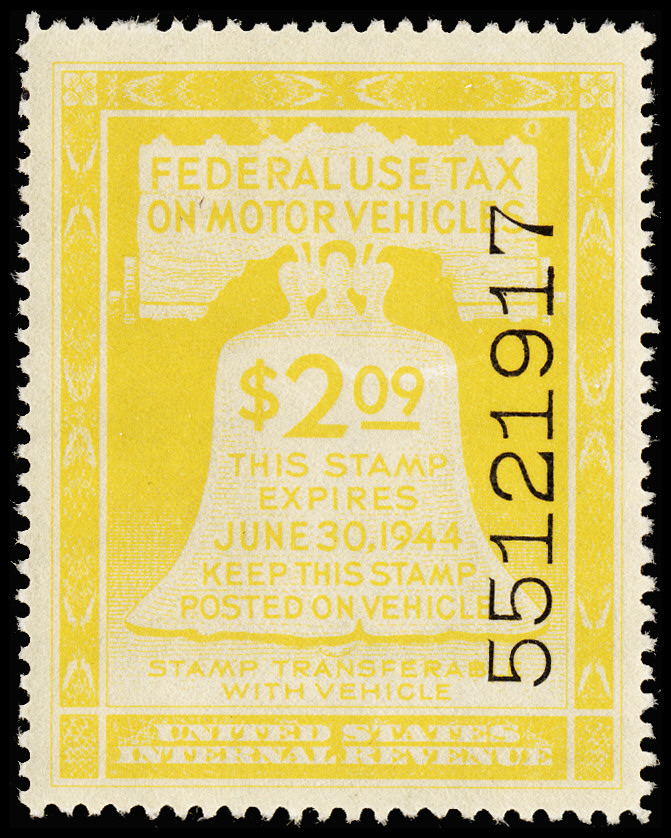 FEDERAL USE TAX
ON MOTOR VEHICLES
$2.09
THIS STAMP
EXPIRES
JUNE 30, 1944
KEEP THIS STAMP
POSTED ON VEHICLE
STAMP TRANSFERABLE
WITH VEHICLE
UNITED STATES
INTERNAL REVENUE
55121917